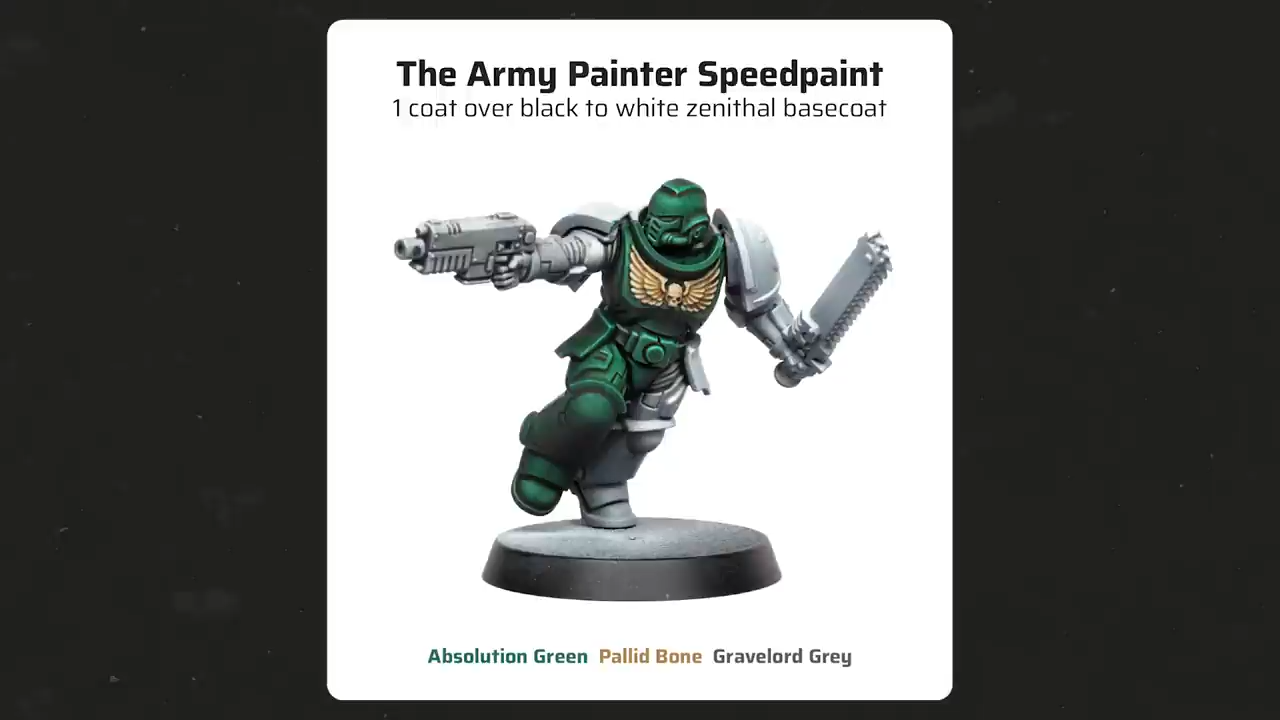 The Army Painter Speedpaint
1 coat over black to white zenithal basecoat
Absolution Green Pallid Bone Gravelord Grey